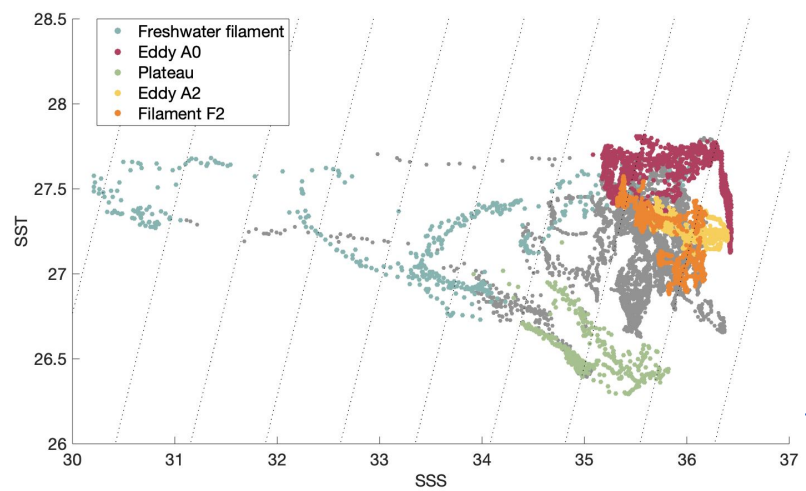 28.5
28
27.5
27
26.5
26
SST
Freshwater filament
Eddy A0
Plateau
Eddy A2
Filament F2
30 31 32 33 34 35 36 37
SSS